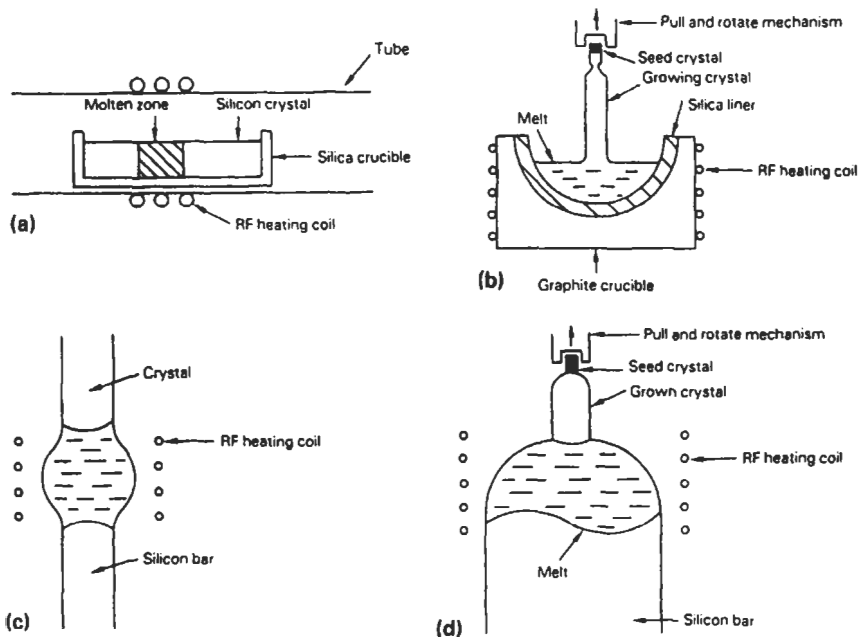 Tube
Molten zone
Silicon crystal
Silica crucible
RF heating coil
(a)
Pull and rotate mechanism
Seed crystal
Growing crystal
Silica liner
Melt
RF heating coil
(b)
Graphite crucible
Crystal
RF heating coil
Silicon bar
(c)
Pull and rotate mechanism
Seed crystal
Grown crystal
RF heating coil
Melt
(d)
Silicon bar